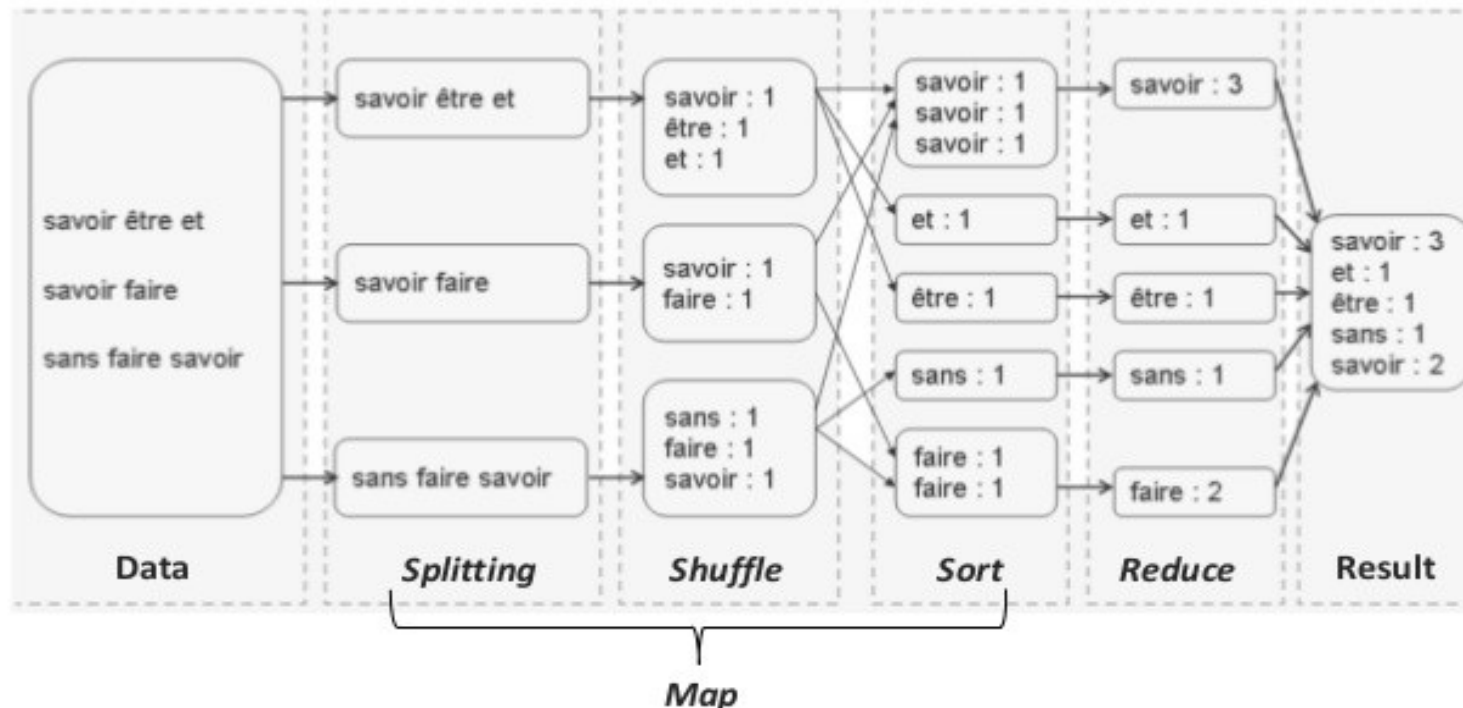 savoir être et
savoir faire
sans faire savoir
Data
savoir être et
savoir faire
sans faire savoir
Splitting
savoir : 1
être : 1
et : 1
savoir : 1
faire : 1
sans : 1
faire : 1
savoir : 1
Shuffle
savoir : 1
savoir : 1
savoir : 1
et : 1
être : 1
sans : 1
faire : 1
faire : 1
Sort
savoir : 3
et : 1
être : 1
sans : 1
faire : 2
Reduce
savoir : 3
et : 1
être : 1
sans : 1
savoir : 2
Result
Map